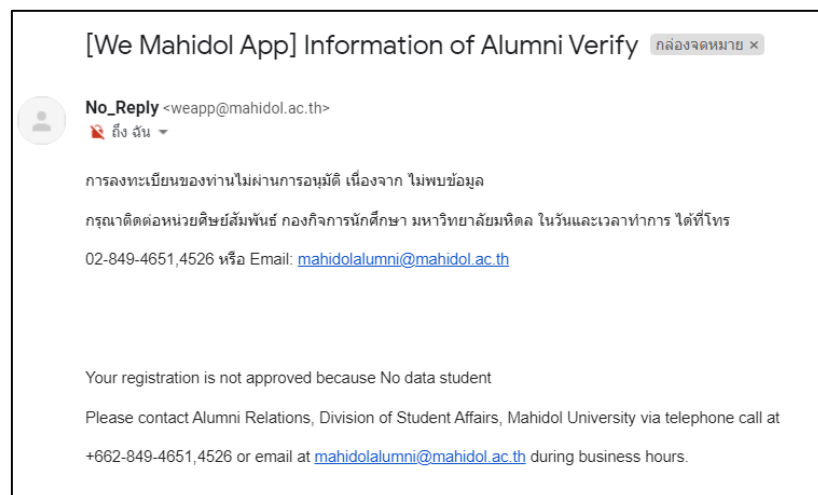 [We Mahidol App] Information of Alumni Verify กล่องจดหมาย ×
No_Reply <weapp@mahidol.ac.th>
ถึง ฉัน
การลงทะเบียนของท่านไม่ผ่านการอนุมัติ เนื่องจาก ไม่พบข้อมูล
กรุณาติดต่อหน่วยศิษย์สัมพันธ์ กองกิจการนักศึกษา มหาวิทยาลัยมหิดล ในวันและเวลาทำการ ได้ที่โทร
02-849-4651,4526 หรือ Email: mahidolalumni@mahidol.ac.th
Your registration is not approved because No data student
Please contact Alumni Relations, Division of Student Affairs, Mahidol University via telephone call at
+662-849-4651,4526 or email at mahidolalumni@mahidol.ac.th during business hours.